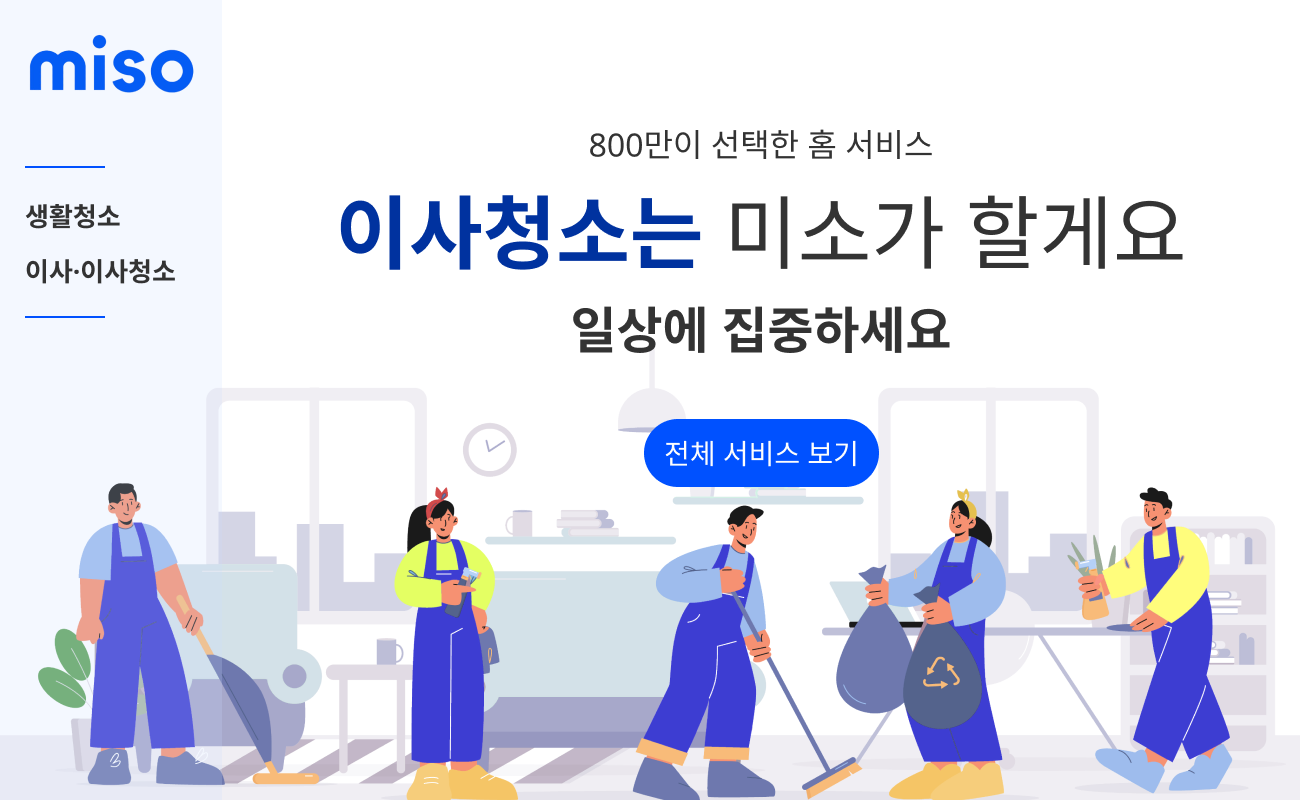 miso
생활청소
이사·이사청소
800만이 선택한 홈 서비스
이사청소는 미소가 할게요
일상에 집중하세요
전체 서비스 보기